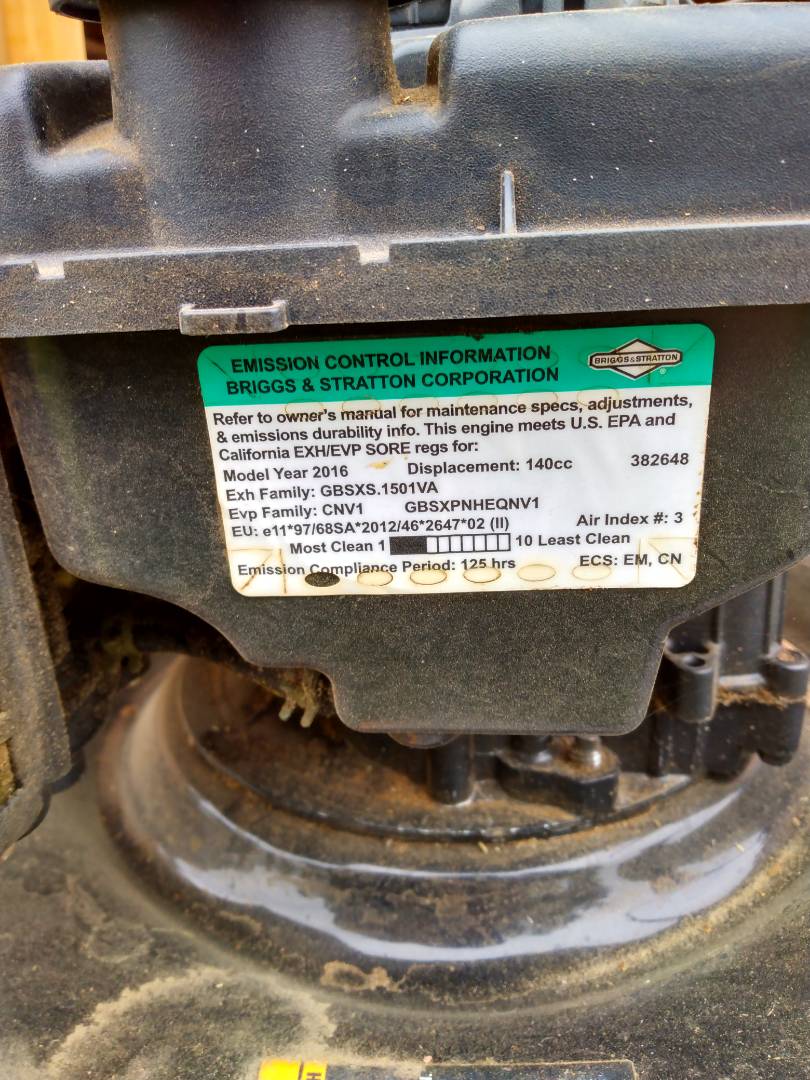 EMISSION CONTROL INFORMATION
BRIGGS & STRATTON CORPORATION
BRIGGS & STRATTON
®
Refer to owner's manual for maintenance specs, adjustments,
& emissions durability info. This engine meets U.S. EPA and
California EXH/EVP SORE regs for:
Model Year 2016 Displacement: 140cc 382648
Exh Family: GBSXS.1501VA
Evp Family: CNV1 GBSXPNHEQNV1
EU: e11*97/68SA*2012/46*2647*02 (II) Air Index #: 3
Most Clean 1 10 Least Clean
Emission Compliance Period: 125 hrs ECS: EM, CN